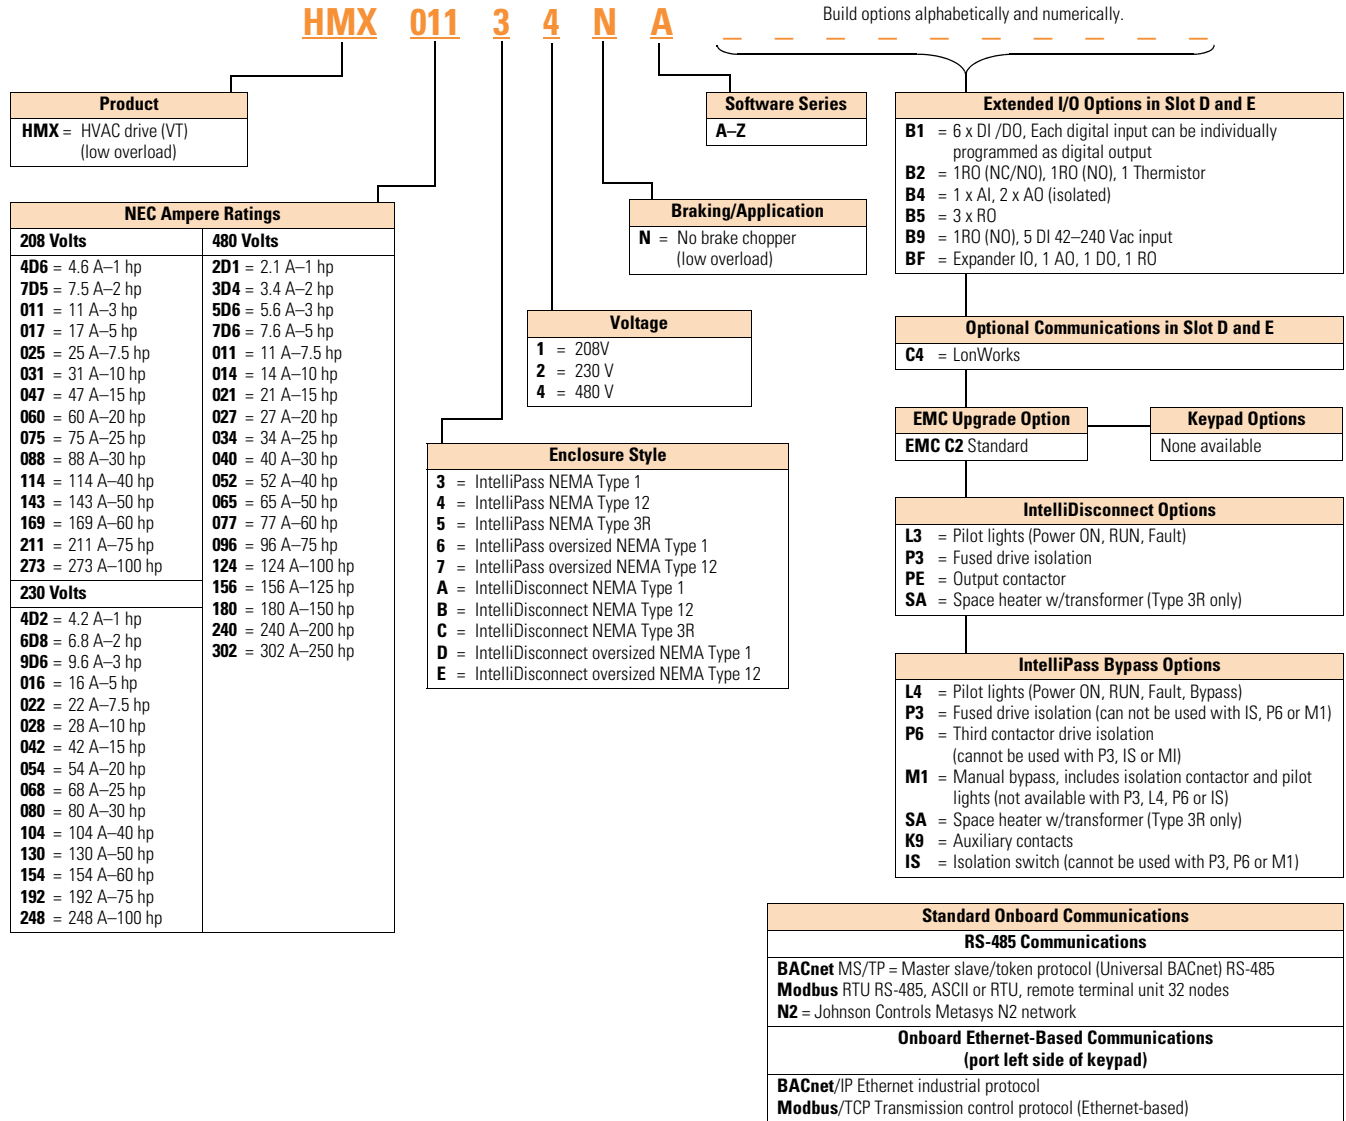 HMX 011 3 4 N A
Build options alphabetically and numerically.
Product
HMX = HVAC drive (VT)
(low overload)
NEC Ampere Ratings
208 Volts
4D6 = 4.6 A–1 hp
7D5 = 7.5 A–2 hp
011 = 11 A–3 hp
017 = 17 A–5 hp
025 = 25 A–7.5 hp
031 = 31 A–10 hp
047 = 47 A–15 hp
060 = 60 A–20 hp
075 = 75 A–25 hp
088 = 88 A–30 hp
114 = 114 A–40 hp
143 = 143 A–50 hp
169 = 169 A–60 hp
211 = 211 A–75 hp
273 = 273 A–100 hp
230 Volts
4D2 = 4.2 A–1 hp
6D8 = 6.8 A–2 hp
9D6 = 9.6 A–3 hp
016 = 16 A–5 hp
022 = 22 A–7.5 hp
028 = 28 A–10 hp
042 = 42 A–15 hp
054 = 54 A–20 hp
068 = 68 A–25 hp
080 = 80 A–30 hp
104 = 104 A–40 hp
130 = 130 A–50 hp
154 = 154 A–60 hp
192 = 192 A–75 hp
248 = 248 A–100 hp
480 Volts
2D1 = 2.1 A–1 hp
3D4 = 3.4 A–2 hp
5D6 = 5.6 A–3 hp
7D6 = 7.6 A–5 hp
011 = 11 A–7.5 hp
014 = 14 A–10 hp
021 = 21 A–15 hp
027 = 27 A–20 hp
034 = 34 A–25 hp
040 = 40 A–30 hp
052 = 52 A–40 hp
065 = 65 A–50 hp
077 = 77 A–60 hp
096 = 96 A–75 hp
124 = 124 A–100 hp
156 = 156 A–125 hp
180 = 180 A–150 hp
240 = 240 A–200 hp
302 = 302 A–250 hp
Enclosure Style
3 = IntelliPass NEMA Type 1
4 = IntelliPass NEMA Type 12
5 = IntelliPass NEMA Type 3R
6 = IntelliPass oversized NEMA Type 1
7 = IntelliPass oversized NEMA Type 12
A = IntelliDisconnect NEMA Type 1
B = IntelliDisconnect NEMA Type 12
C = IntelliDisconnect NEMA Type 3R
D = IntelliDisconnect oversized NEMA Type 1
E = IntelliDisconnect oversized NEMA Type 12
Voltage
1 = 208V
2 = 230 V
4 = 480 V
Braking/Application
N = No brake chopper
(low overload)
Software Series
A–Z
Extended I/O Options in Slot D and E
B1 = 6 x DI /DO, Each digital input can be individually
programmed as digital output
B2 = 1RO (NC/NO), 1RO (NO), 1 Thermistor
B4 = 1 x AI, 2 x AO (isolated)
B5 = 3 x RO
B9 = 1RO (NO), 5 DI 42–240 Vac input
BF = Expander IO, 1 AO, 1 DO, 1 RO
Optional Communications in Slot D and E
C4 = LonWorks
EMC Upgrade Option
EMC C2 Standard
Keypad Options
None available
IntelliDisconnect Options
L3 = Pilot lights (Power ON, RUN, Fault)
P3 = Fused drive isolation
PE = Output contactor
SA = Space heater w/transformer (Type 3R only)
IntelliPass Bypass Options
L4 = Pilot lights (Power ON, RUN, Fault, Bypass)
P3 = Fused drive isolation (can not be used with IS, P6 or M1)
P6 = Third contactor drive isolation
(cannot be used with P3, IS or MI)
M1 = Manual bypass, includes isolation contactor and pilot
lights (not available with P3, L4, P6 or IS)
SA = Space heater w/transformer (Type 3R only)
K9 = Auxiliary contacts
IS = Isolation switch (cannot be used with P3, P6 or M1)
Standard Onboard Communications
RS-485 Communications
BACnet MS/TP = Master slave/token protocol (Universal BACnet) RS-485
Modbus RTU RS-485, ASCII or RTU, remote terminal unit 32 nodes
N2 = Johnson Controls Metasys N2 network
Onboard Ethernet-Based Communications
(port left side of keypad)
BACnet/IP Ethernet industrial protocol
Modbus/TCP Transmission control protocol (Ethernet-based)